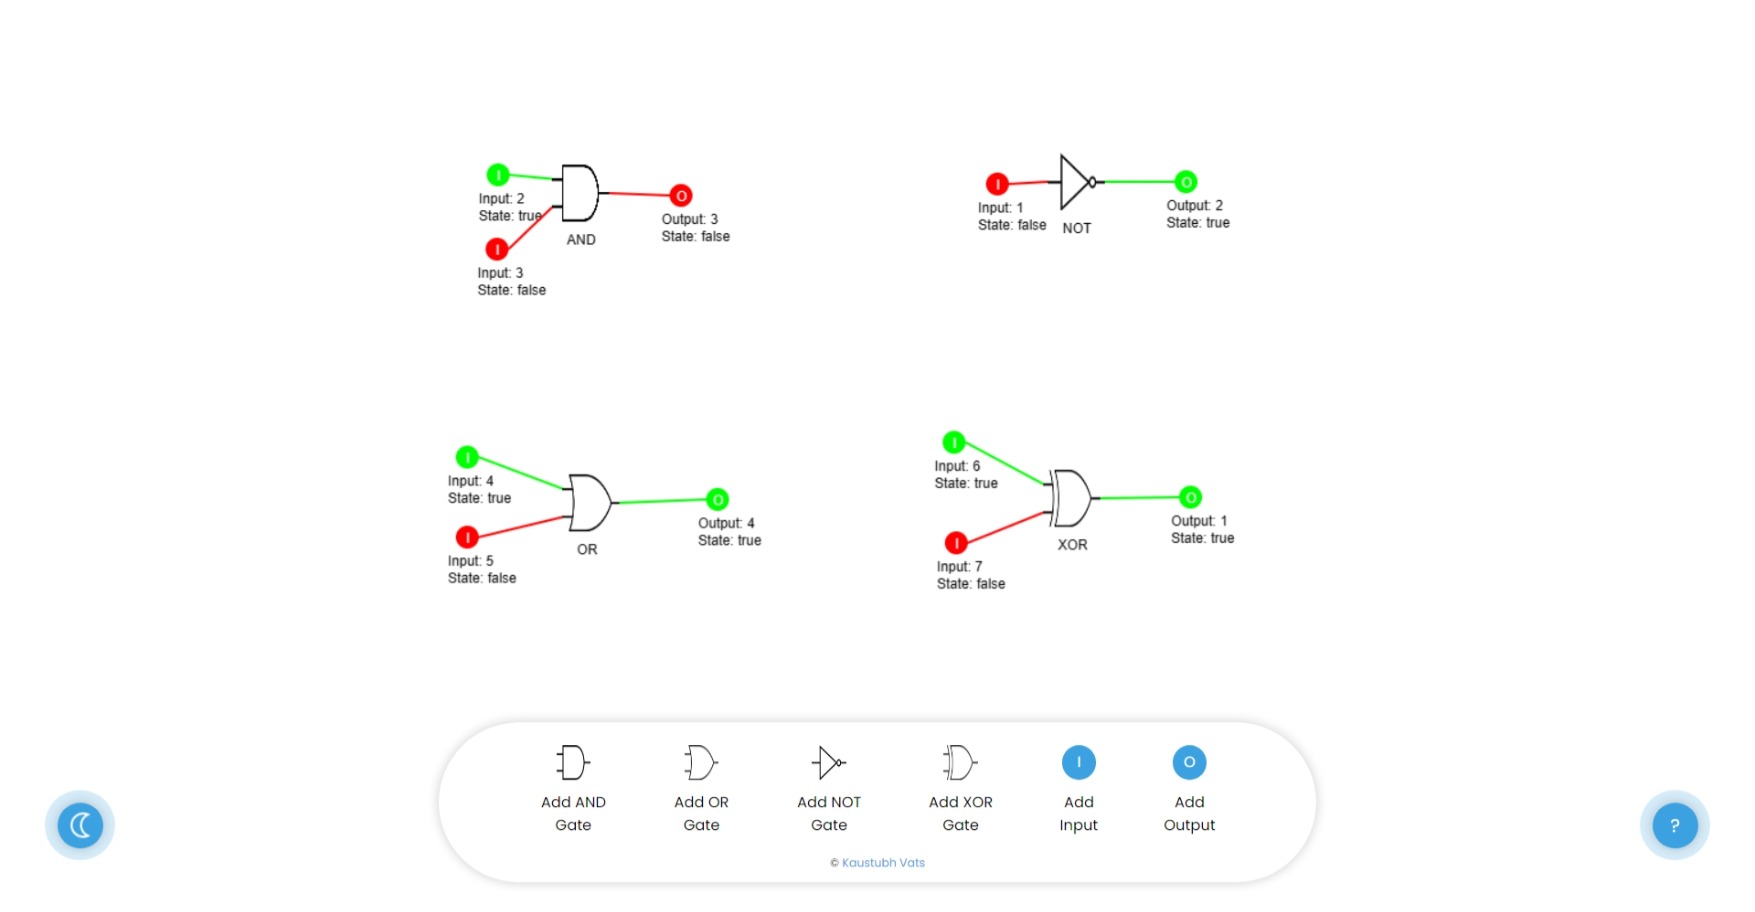 I
Input: 2
State: true
I
Input: 3
State: false
AND
O
Output: 3
State: false
I
Input: 1
State: false
NOT
O
Output: 2
State: true
I
Input: 4
State: true
I
Input: 5
State: false
OR
O
Output: 4
State: true
I
Input: 6
State: true
I
Input: 7
State: false
XOR
O
Output: 1
State: true
Add AND
Gate
Add OR
Gate
Add NOT
Gate
Add XOR
Gate
I
Add
Input
O
Add
Output
© Kaustubh Vats
?